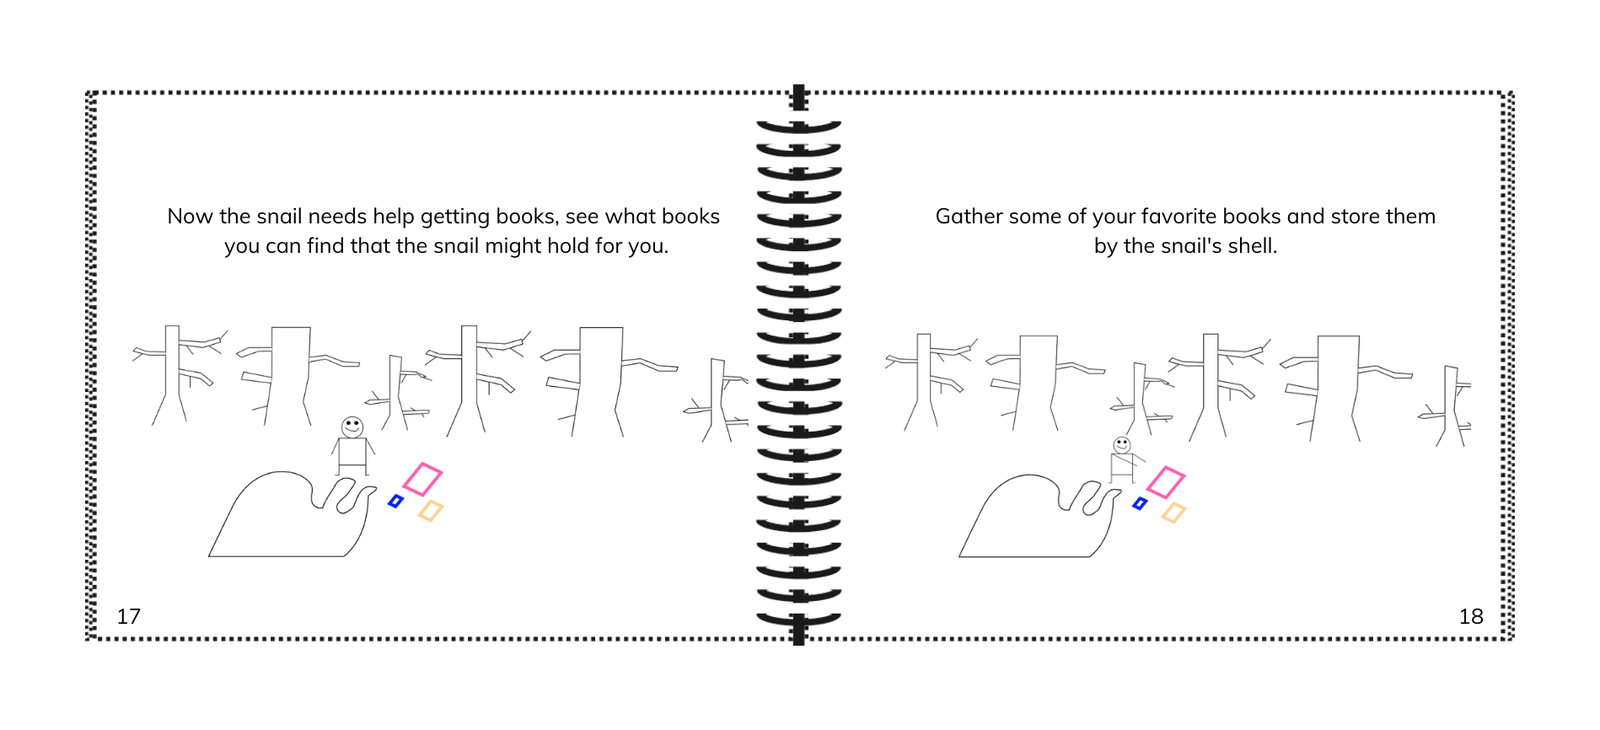 Now the snail needs help getting books, see what books
you can find that the snail might hold for you.
17
Gather some of your favorite books and store them
by the snail's shell.
18